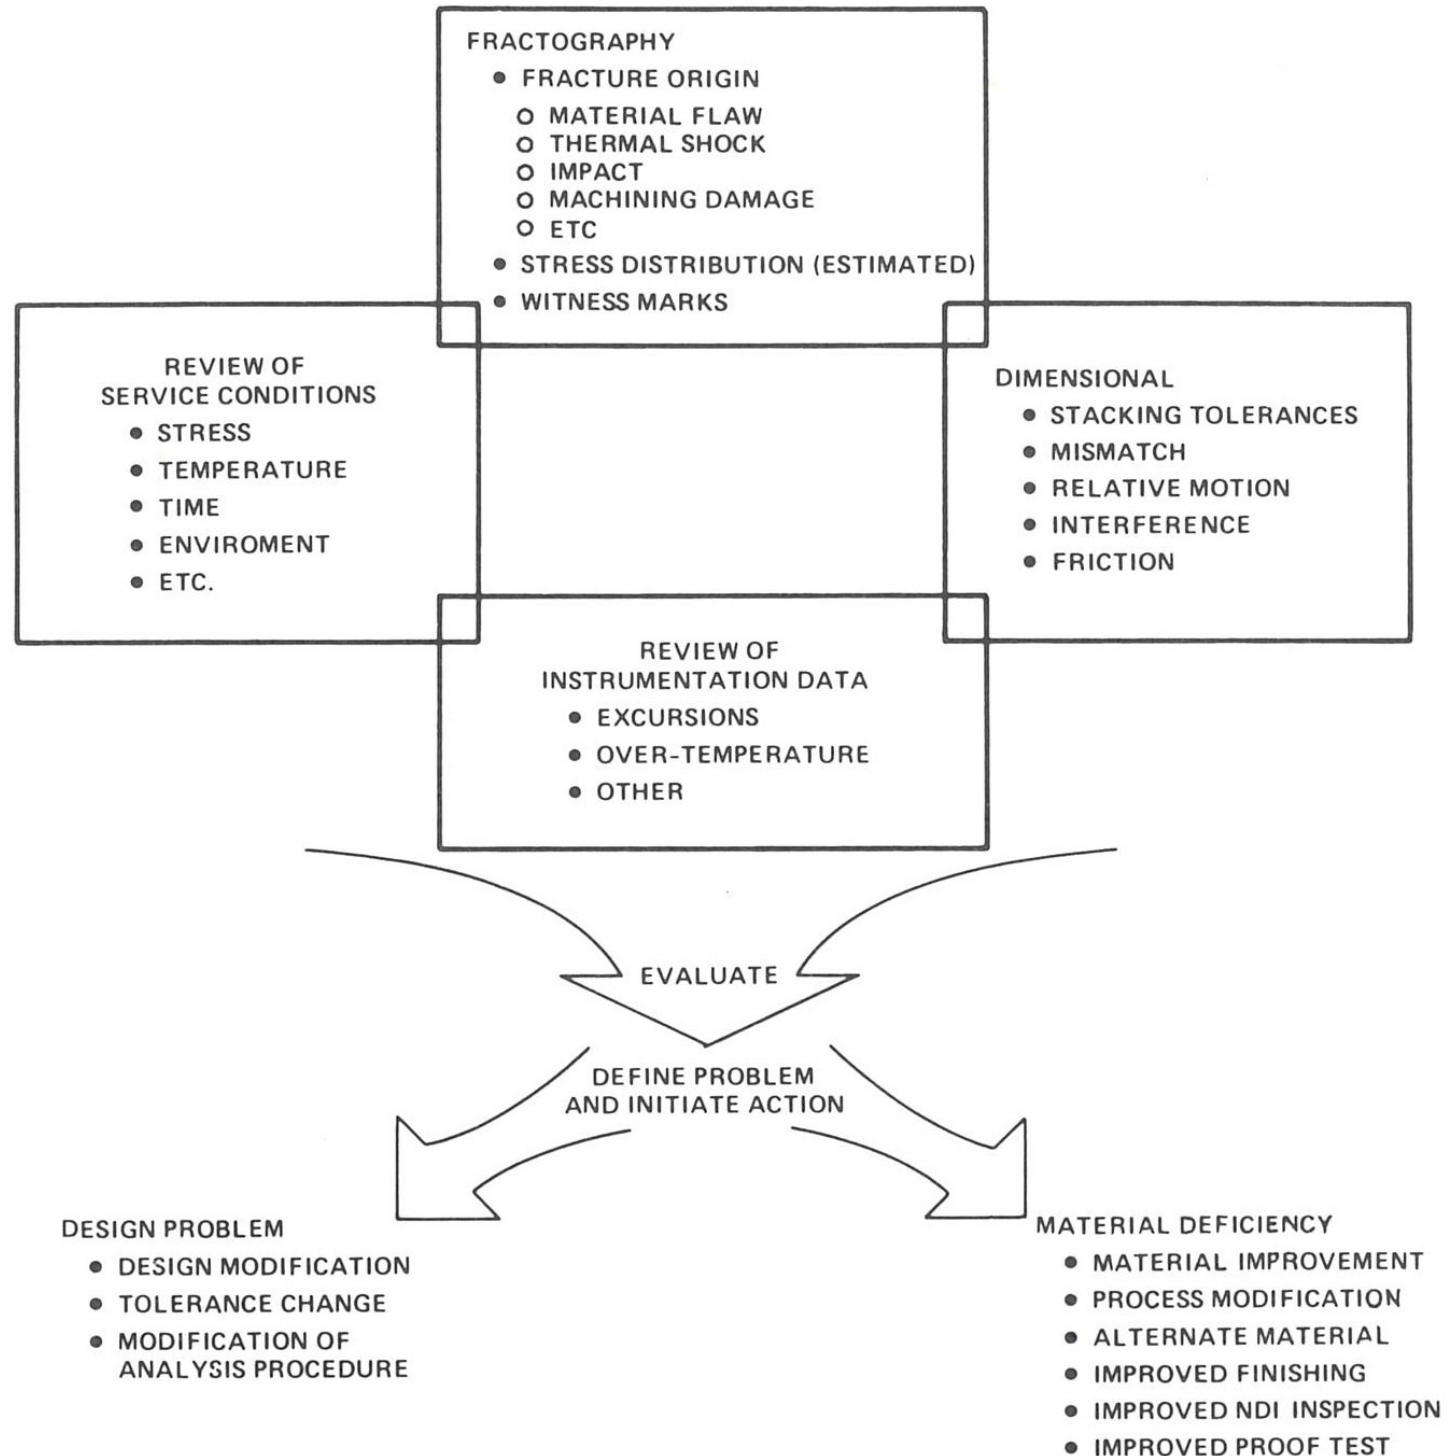 FRACTOGRAPHY
• FRACTURE ORIGIN
o MATERIAL FLAW
o THERMAL SHOCK
o IMPACT
o MACHINING DAMAGE
o ETC
• STRESS DISTRIBUTION (ESTIMATED)
• WITNESS MARKS
REVIEW OF
SERVICE CONDITIONS
• STRESS
• TEMPERATURE
• TIME
• ENVIROMENT
• ETC.
DIMENSIONAL
• STACKING TOLERANCES
• MISMATCH
• RELATIVE MOTION
• INTERFERENCE
• FRICTION
REVIEW OF
INSTRUMENTATION DATA
• EXCURSIONS
• OVER-TEMPERATURE
• OTHER
EVALUATE
DEFINE PROBLEM
AND INITIATE ACTION
DESIGN PROBLEM
• DESIGN MODIFICATION
• TOLERANCE CHANGE
• MODIFICATION OF
ANALYSIS PROCEDURE
MATERIAL DEFICIENCY
• MATERIAL IMPROVEMENT
• PROCESS MODIFICATION
• ALTERNATE MATERIAL
• IMPROVED FINISHING
• IMPROVED NDI INSPECTION
• IMPROVED PROOF TEST